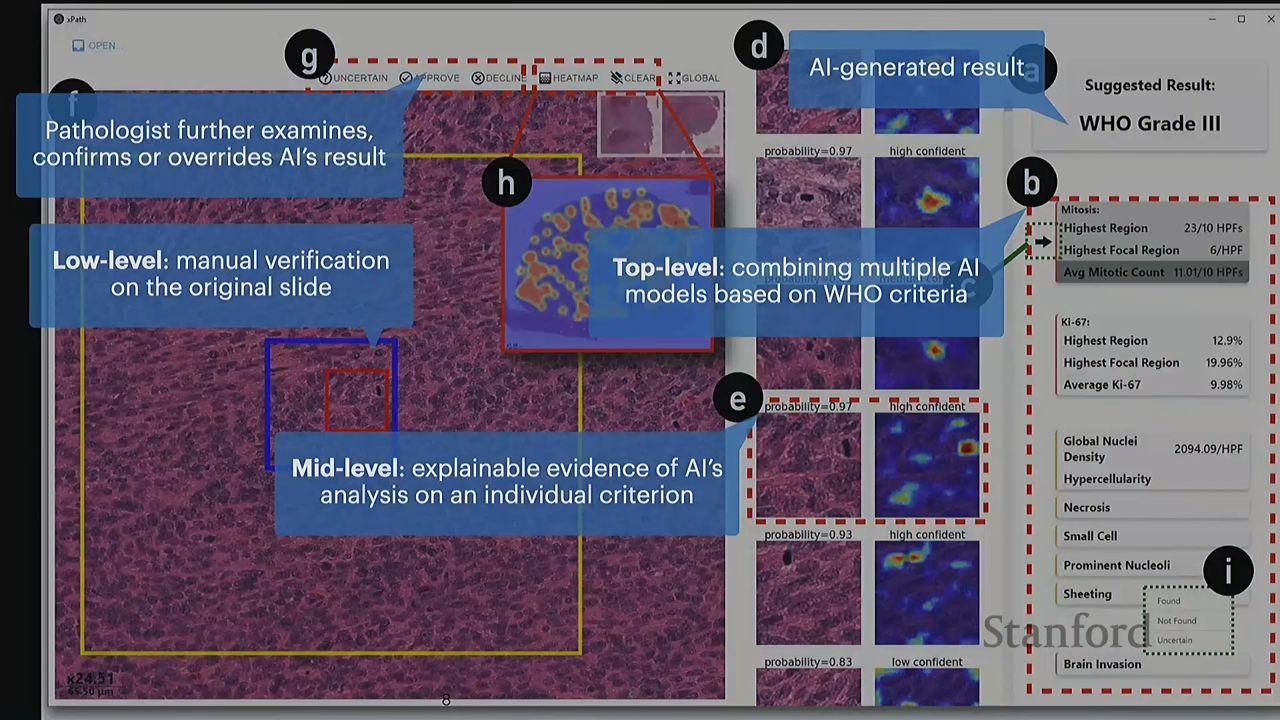 xPath
OPEN...
g
UNCERTAIN
APPROVE
DECLINE
HEATMAP
CLEAR
GLOBAL
f
Pathologist further examines,
confirms or overrides AI's result
Low-level: manual verification
on the original slide
h
Mid-level: explainable evidence of AI's
analysis on an individual criterion
x24.51
65.50 μm
8
d
AI-generated result
a
Suggested Result:
WHO Grade III
probability=0.97 high confident
b
Top-level: combining multiple AI
models based on WHO criteria
c
e
probability=0.97 high confident
probability=0.93 high confident
probability=0.83 low confident
Mitosis:
Highest Region 23/10 HPFs
Highest Focal Region 6/HPF
Avg Mitotic Count 11.01/10 HPFs
Ki-67:
Highest Region 12.9%
Highest Focal Region 19.96%
Average Ki-67 9.98%
Global Nuclei
Density 2094.09/HPF
Hypercellularity
Necrosis
Small Cell
Prominent Nucleoli
i
Sheeting
Found
Not Found
Uncertain
Brain Invasion
Stanford